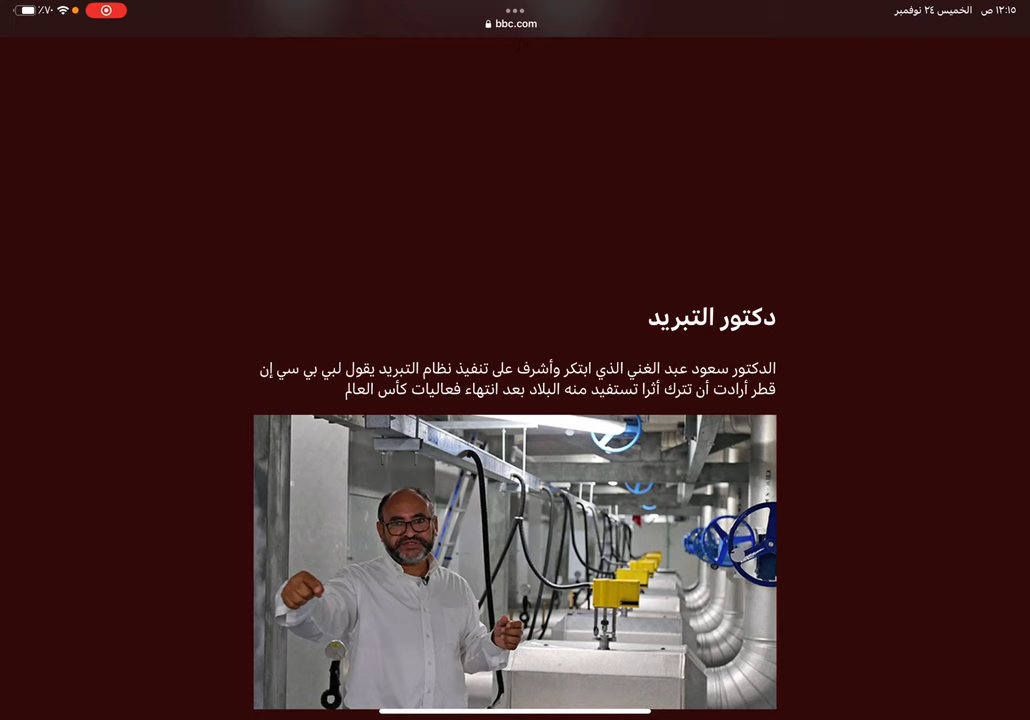 ١٢:١٥ ص الخميس ٢٤ نوفمبر
٪٧٠
bbc.com
دكتور التبريد
الدكتور سعود عبد الغني الذي ابتكر وأشرف على تنفيذ نظام التبريد يقول لبي بي سي إن
قطر أرادت أن تترك أثرا تستفيد منه البلاد بعد انتهاء فعاليات كأس العالم